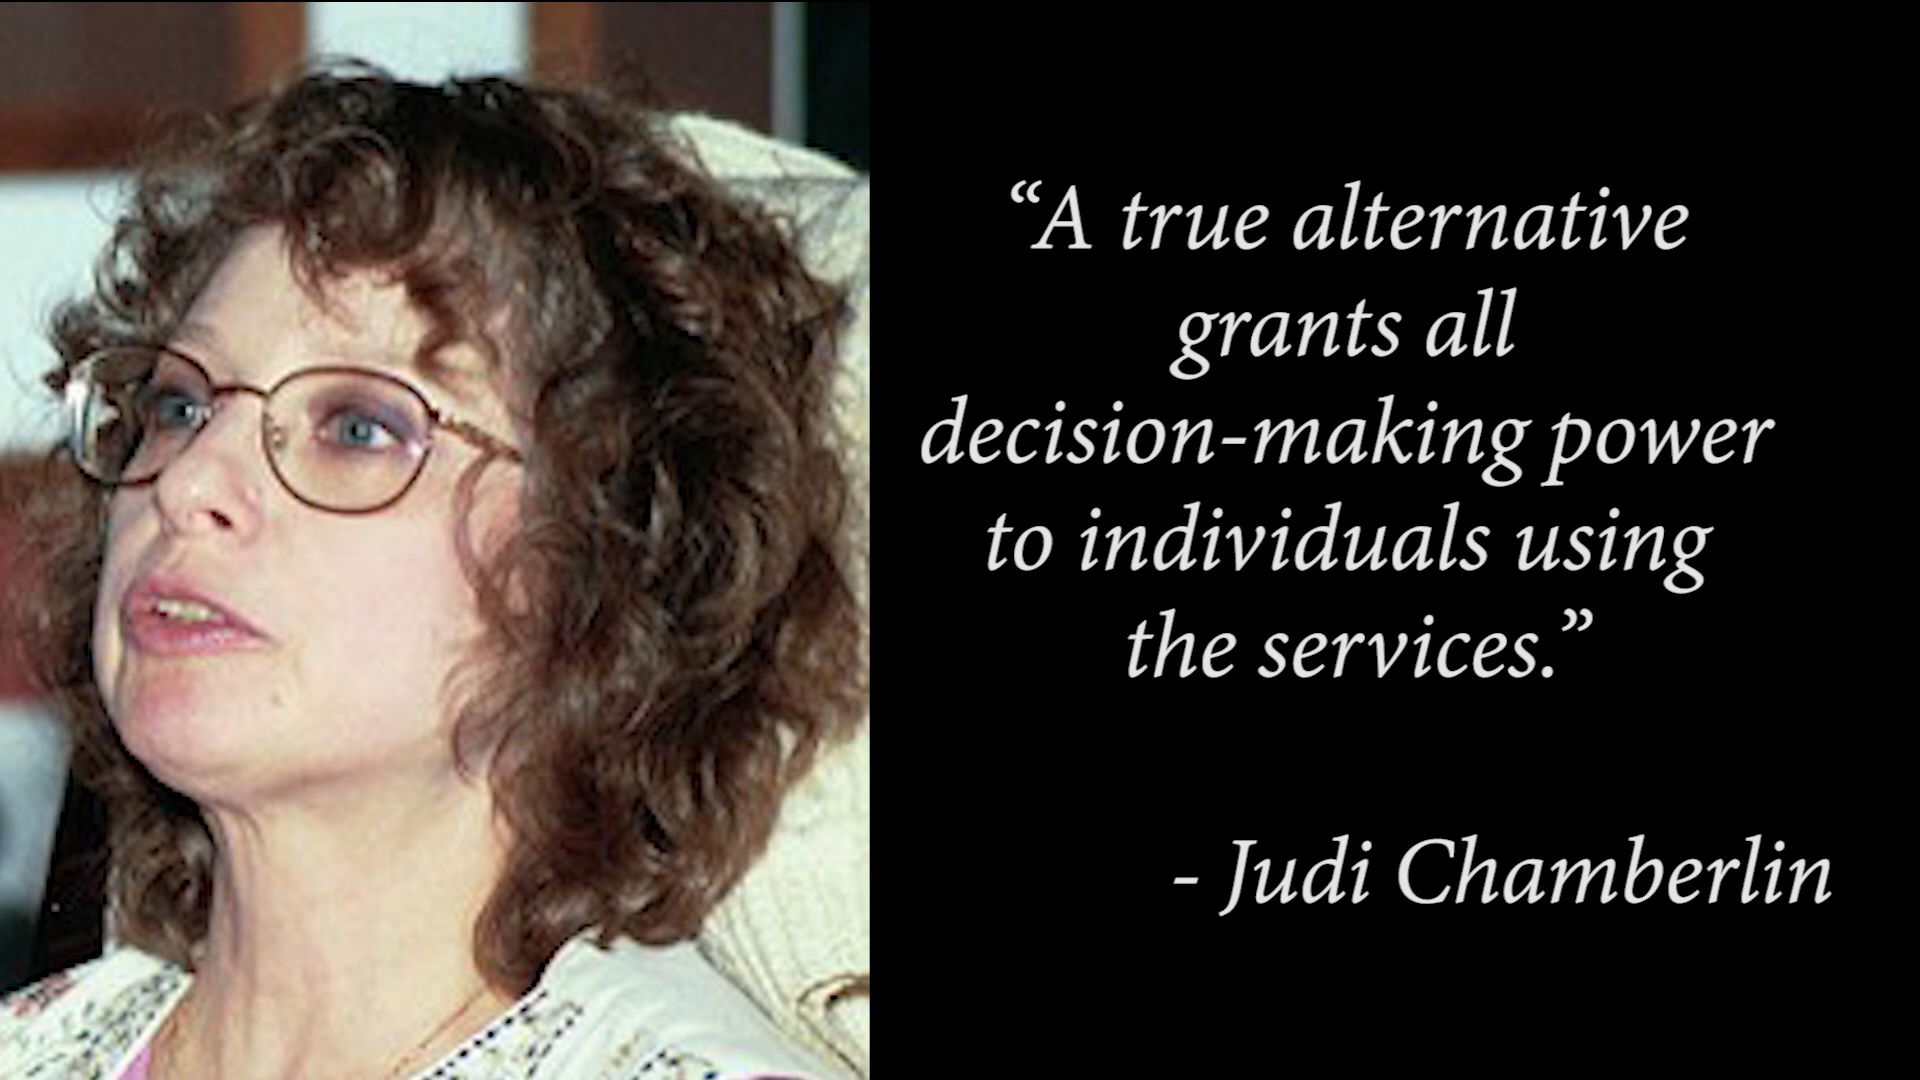 “A true alternative
grants all
decision-making power
to individuals using
the services.”
- Judi Chamberlin